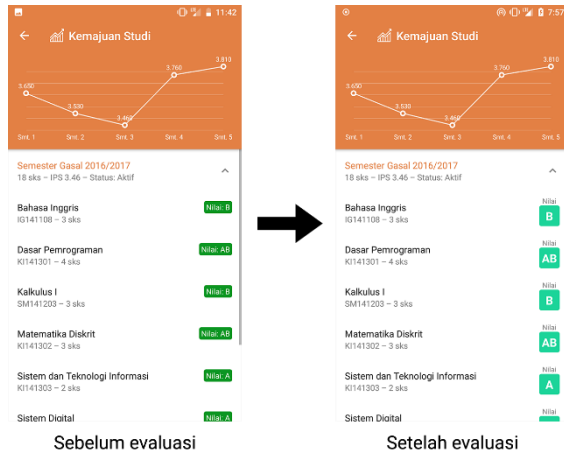 11:42
Kemajuan Studi
3.650
3.530
3.460
3.760
3.810
Smt. 1
Smt. 2
Smt. 3
Smt. 4
Smt. 5
Semester Gasal 2016/2017
18 sks – IPS 3.46 – Status: Aktif
Bahasa Inggris
Nilai: B
IG141108 – 3 sks
Dasar Pemrograman
Nilai: AB
KI141301 – 4 sks
Kalkulus I
Nilai: B
SM141203 – 3 sks
Matematika Diskrit
Nilai: AB
KI141302 – 3 sks
Sistem dan Teknologi Informasi
Nilai: A
KI141303 – 2 sks
Sistem Digital
Nilai: A
Sebelum evaluasi
7:57
Kemajuan Studi
3.650
3.530
3.460
3.760
3.810
Smt. 1
Smt. 2
Smt. 3
Smt. 4
Smt. 5
Semester Gasal 2016/2017
18 sks – IPS 3.46 – Status: Aktif
Bahasa Inggris
IG141108 – 3 sks
Nilai
B
Dasar Pemrograman
KI141301 – 4 sks
Nilai
AB
Kalkulus I
SM141203 – 3 sks
Nilai
B
Matematika Diskrit
KI141302 – 3 sks
Nilai
AB
Sistem dan Teknologi Informasi
KI141303 – 2 sks
Nilai
A
Sistem Digital
Nilai
Setelah evaluasi